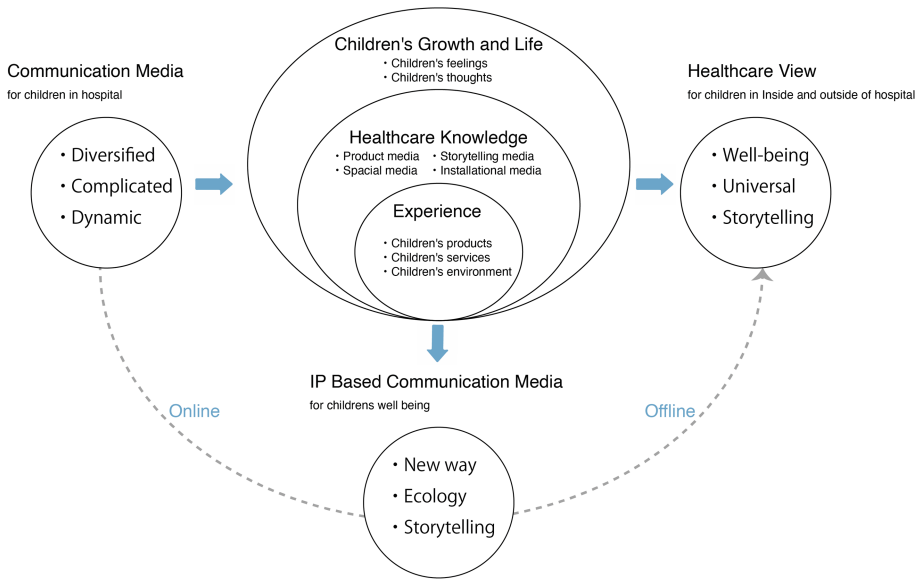 Children's Growth and Life
・Children's feelings
・Children's thoughts
Communication Media
for children in hospital
・Diversified
・Complicated
・Dynamic
Healthcare Knowledge
・Product media ・Storytelling media
・Spacial media ・Installational media
Experience
・Children's products
・Children's services
・Children's environment
Healthcare View
for children in Inside and outside of hospital
・Well-being
・Universal
・Storytelling
IP Based Communication Media
for childrens well being
Online
Offline
・New way
・Ecology
・Storytelling